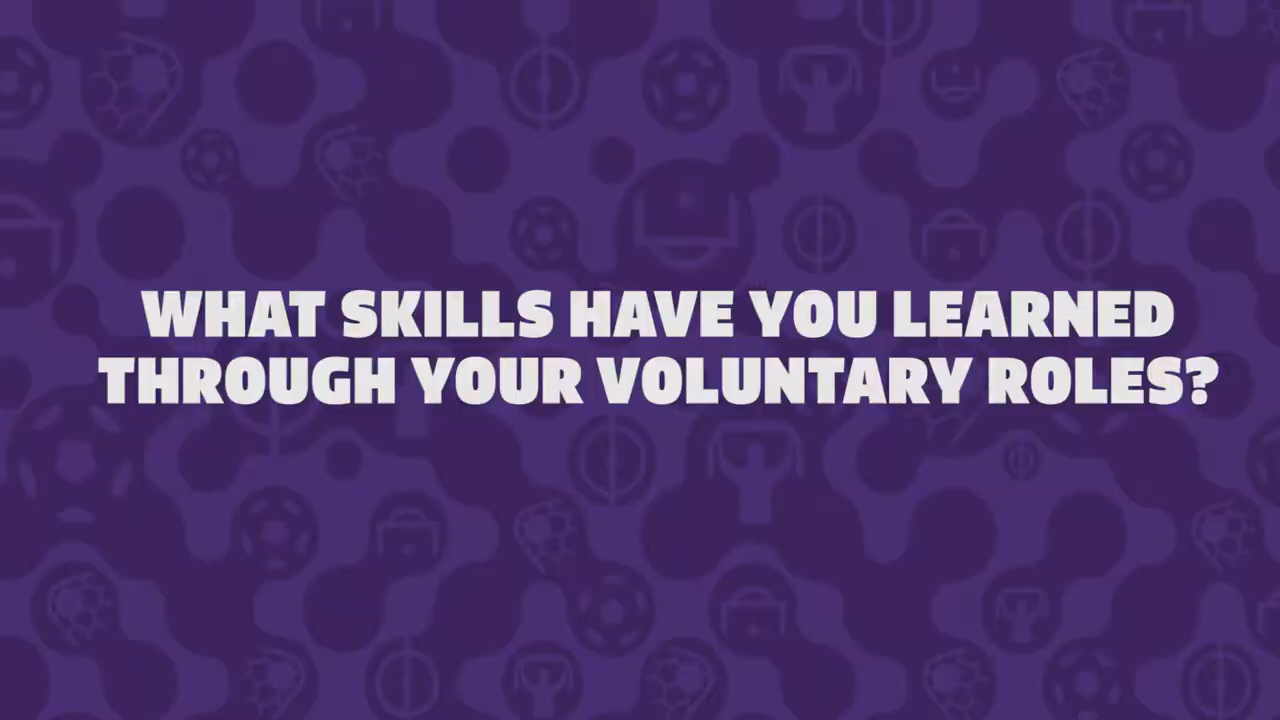 WHAT SKILLS HAVE YOU LEARNED
THROUGH YOUR VOLUNTARY ROLES?